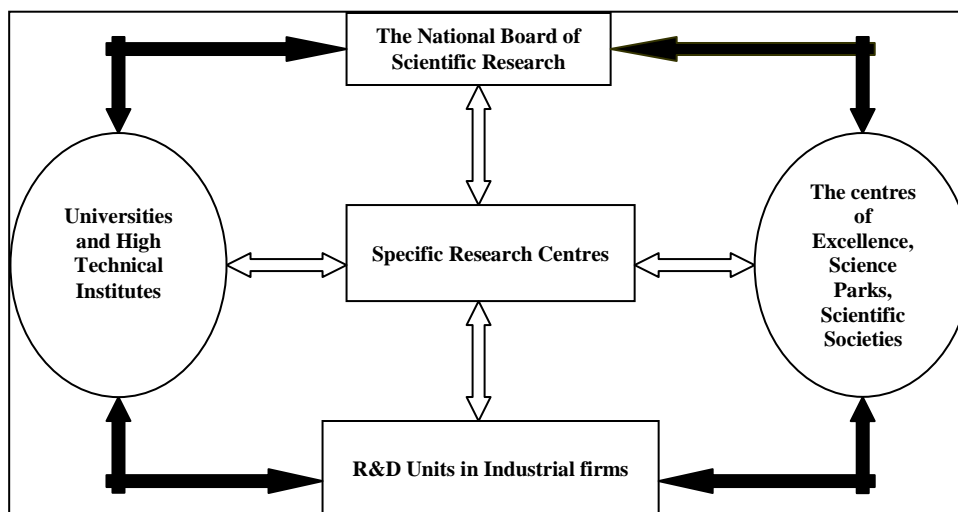 The National Board of
Scientific Research
Universities
and High
Technical
Institutes
Specific Research Centres
The centres
of
Excellence,
Science
Parks,
Scientific
Societies
R&D Units in Industrial firms